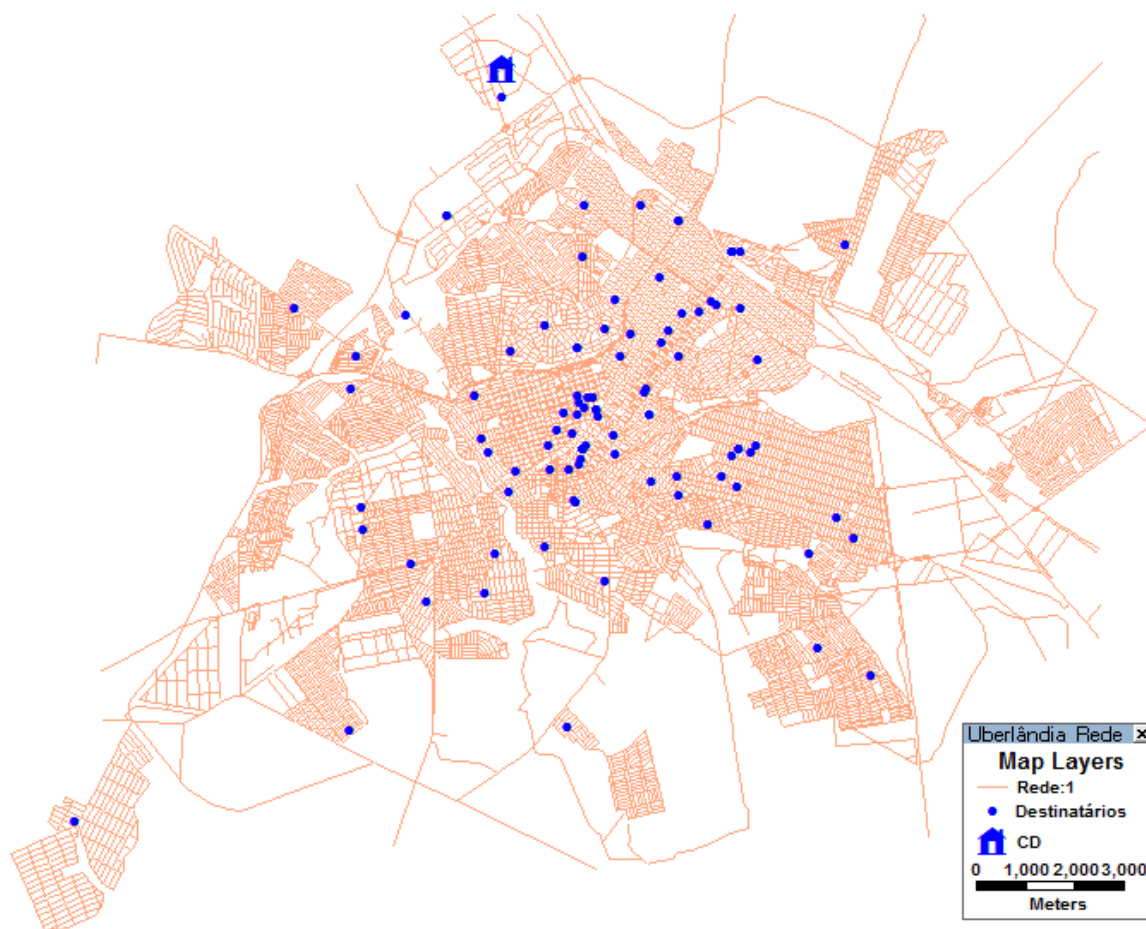 Uberlândia Rede
Map Layers
Rede:1
Destinatários
CD
0 1,000 2,000 3,000
Meters